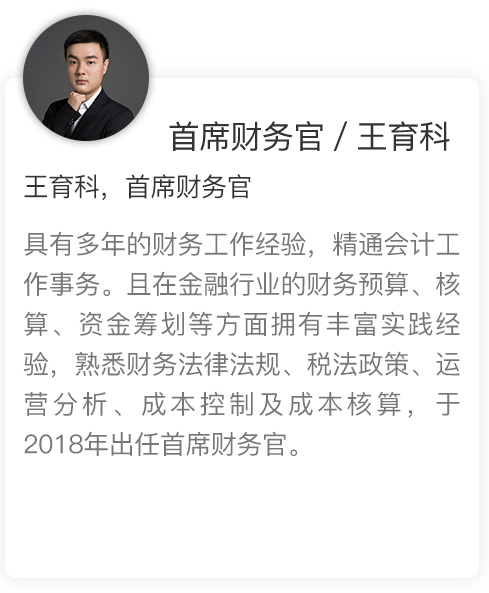 首席财务官 / 王育科
王育科，首席财务官
具有多年的财务工作经验，精通会计工
作事务。且在金融行业的财务预算、核
算、资金筹划等方面拥有丰富实践经
验，熟悉财务法律法规、税法政策、运
营分析、成本控制及成本核算，于
2018年出任首席财务官。